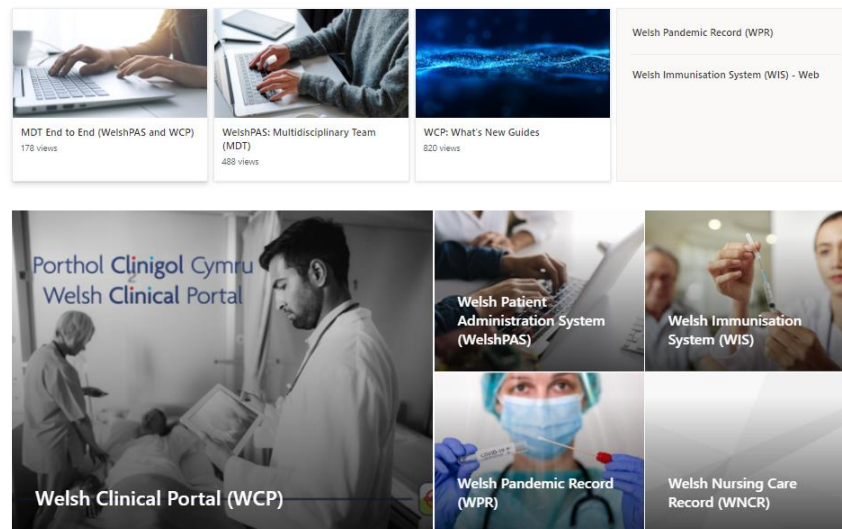 MDT End to End (WelshPAS and WCP)
178 views
WelshPAS: Multidisciplinary Team
(MDT)
488 views
WCP: What's New Guides
820 views
Welsh Pandemic Record (WPR)
Welsh Immunisation System (WIS) - Web
Porthol Clinigol Cymru
Welsh Clinical Portal
Welsh Clinical Portal (WCP)
Welsh Patient
Administration System
(WelshPAS)
Welsh Immunisation
System (WIS)
COVID-19
Welsh Pandemic Record
(WPR)
Welsh Nursing Care
Record (WNCR)